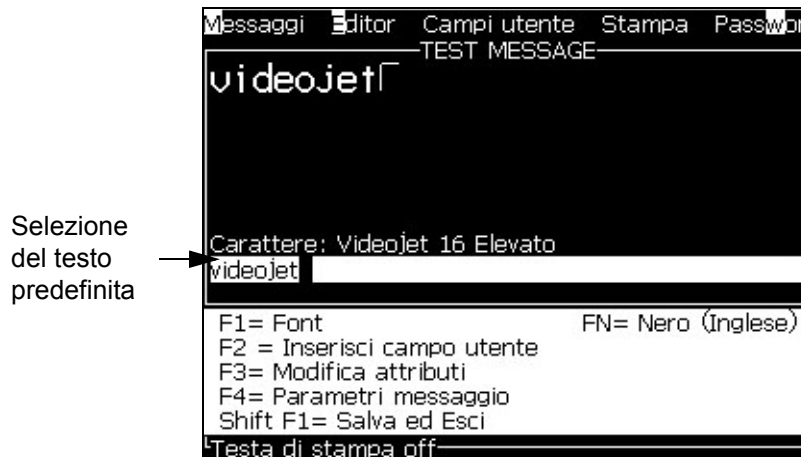 Messaggi Editor Campi utente Stampa Passwor
TEST MESSAGE
videojet
Selezione
del testo
predefinita
Carattere: Videojet 16 Elevato
videojet
F1= Font FN= Nero (Inglese)
F2 = Inserisci campo utente
F3= Modifica attributi
F4= Parametri messaggio
Shift F1= Salva ed Esci
Testa di stampa off